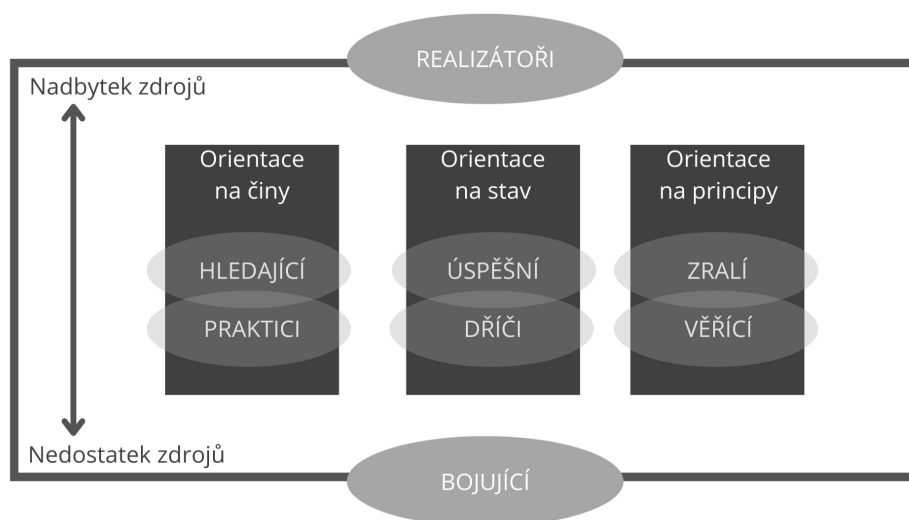 REALIZÁTOŘI
Nadbytek zdrojů
Orientace
na činy
HLEDAJÍCÍ
PRAKTICI
Orientace
na stav
ÚSPĚŠNÍ
DŘÍČI
Orientace
na principy
ZRALÍ
VĚŘÍCÍ
Nedostatek zdrojů
BOJUJÍCÍ